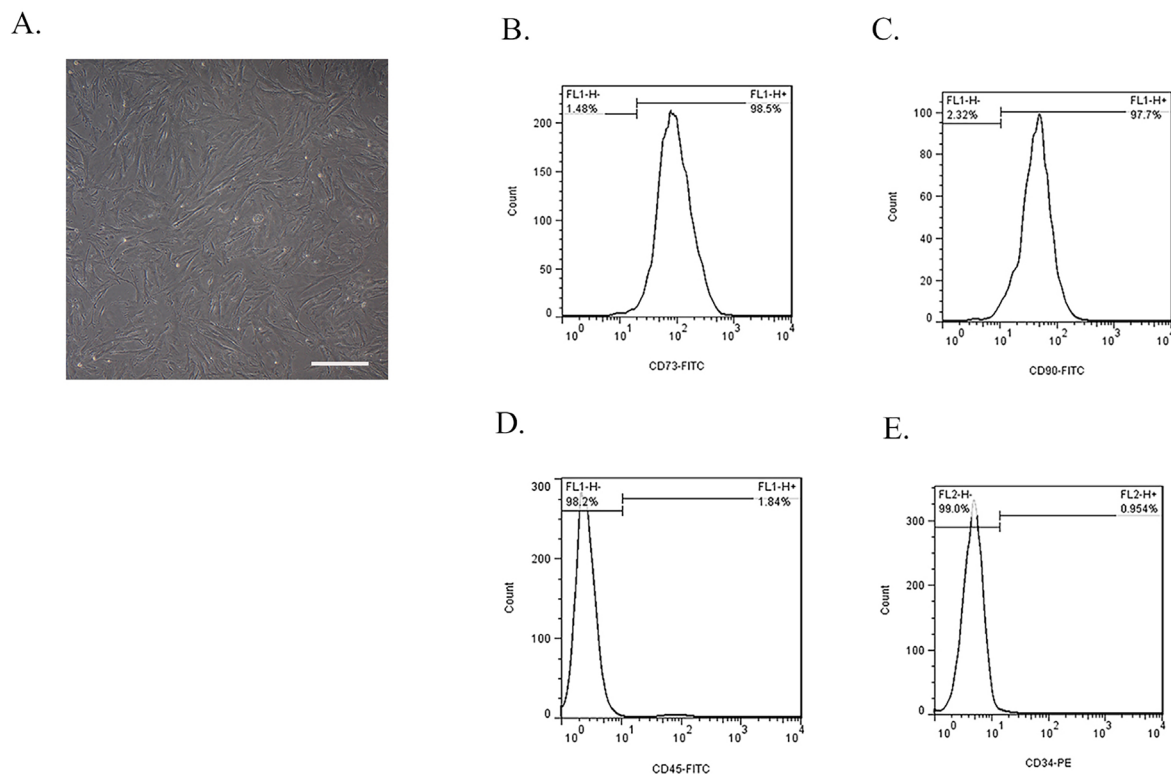 A.
B.
FL1-H-
1.48%
FL1-H+
98.5%
200
150
100
50
0
Count
10^0 10^1 10^2 10^3 10^4
CD73-FITC
C.
FL1-H-
2.32%
FL1-H+
97.7%
100
80
60
40
20
0
Count
10^0 10^1 10^2 10^3
CD90-FITC
D.
FL1-H-
98.2%
FL1-H+
1.84%
300
200
100
0
Count
10^0 10^1 10^2 10^3 10^4
CD45-FITC
E.
FL2-H-
99.0%
FL2-H+
0.954%
300
200
100
0
Count
10^0 10^1 10^2 10^3 10^4
CD34-PE